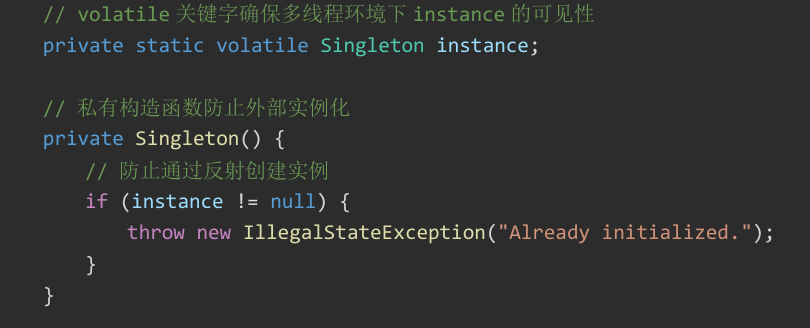 // volatile 关键字确保多线程环境下 instance 的可见性
private static volatile Singleton instance;
// 私有构造函数防止外部实例化
private Singleton() {
// 防止通过反射创建实例
if (instance != null) {
throw new IllegalStateException("Already initialized.");
}
}